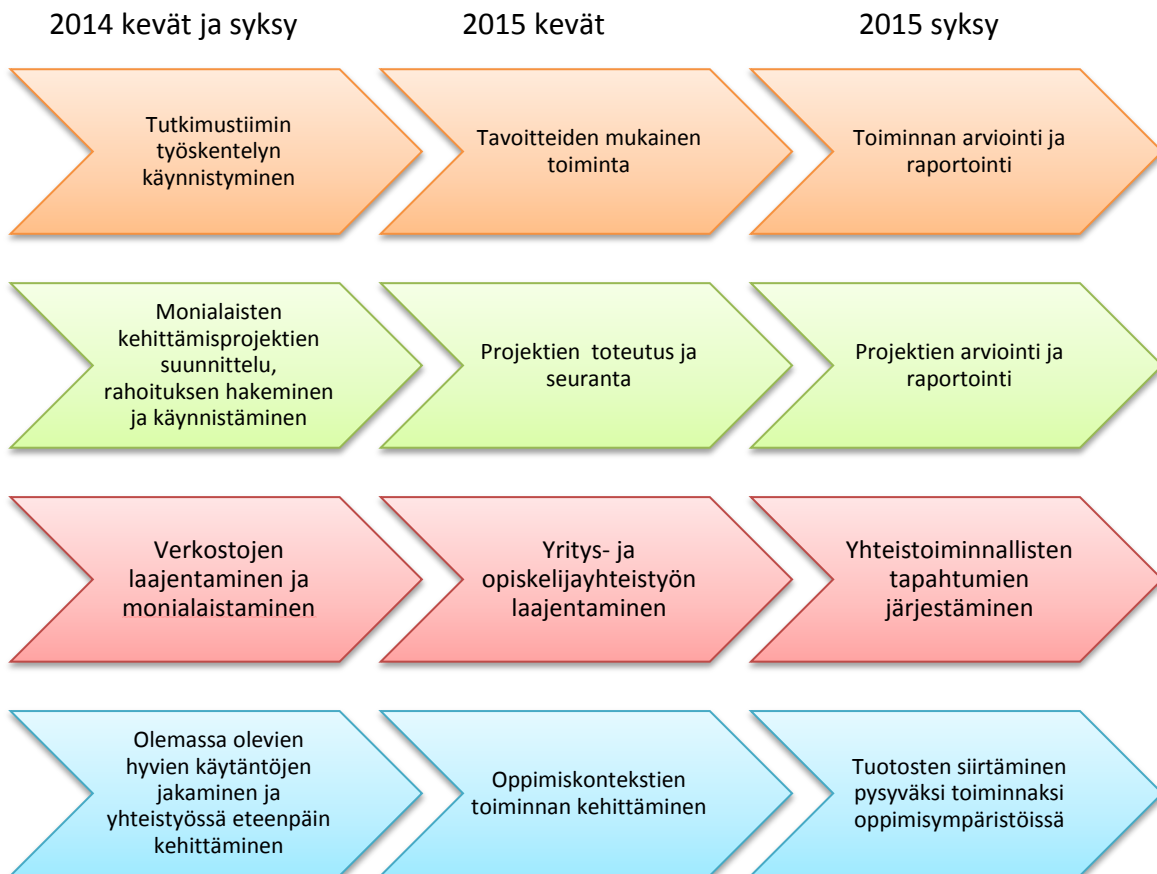 2014 kevät ja syksy
2015 kevät
2015 syksy
Tutkimustiimin
työskentelyn
käynnistyminen
Tavoitteiden mukainen
toiminta
Toiminnan arviointi ja
raportointi
Monialaisten
kehittämisprojektien
suunnittelu,
rahoituksen hakeminen
ja käynnistäminen
Projektien toteutus ja
seuranta
Projektien arviointi ja
raportointi
Verkostojen
laajentaminen ja
monialaistaminen
Yritys- ja
opiskelijayhteistyön
laajentaminen
Yhteistoiminnallisten
tapahtumien
järjestäminen
Olemassa olevien
hyvien käytäntöjen
jakaminen ja
yhteistyössä eteenpäin
kehittäminen
Oppimiskontekstien
toiminnan kehittäminen
Tuotosten siirtäminen
pysyväksi toiminnaksi
oppimisympäristöissä